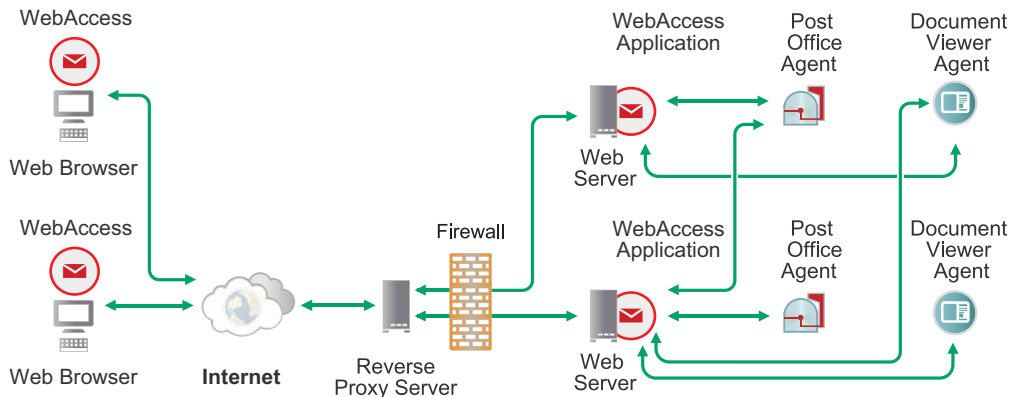 WebAccess
Web Browser
WebAccess
Web Browser
Internet
Reverse
Proxy Server
Firewall
WebAccess
Application
Web
Server
Post
Office
Agent
Document
Viewer
Agent
WebAccess
Application
Web
Server
Post
Office
Agent
Document
Viewer
Agent